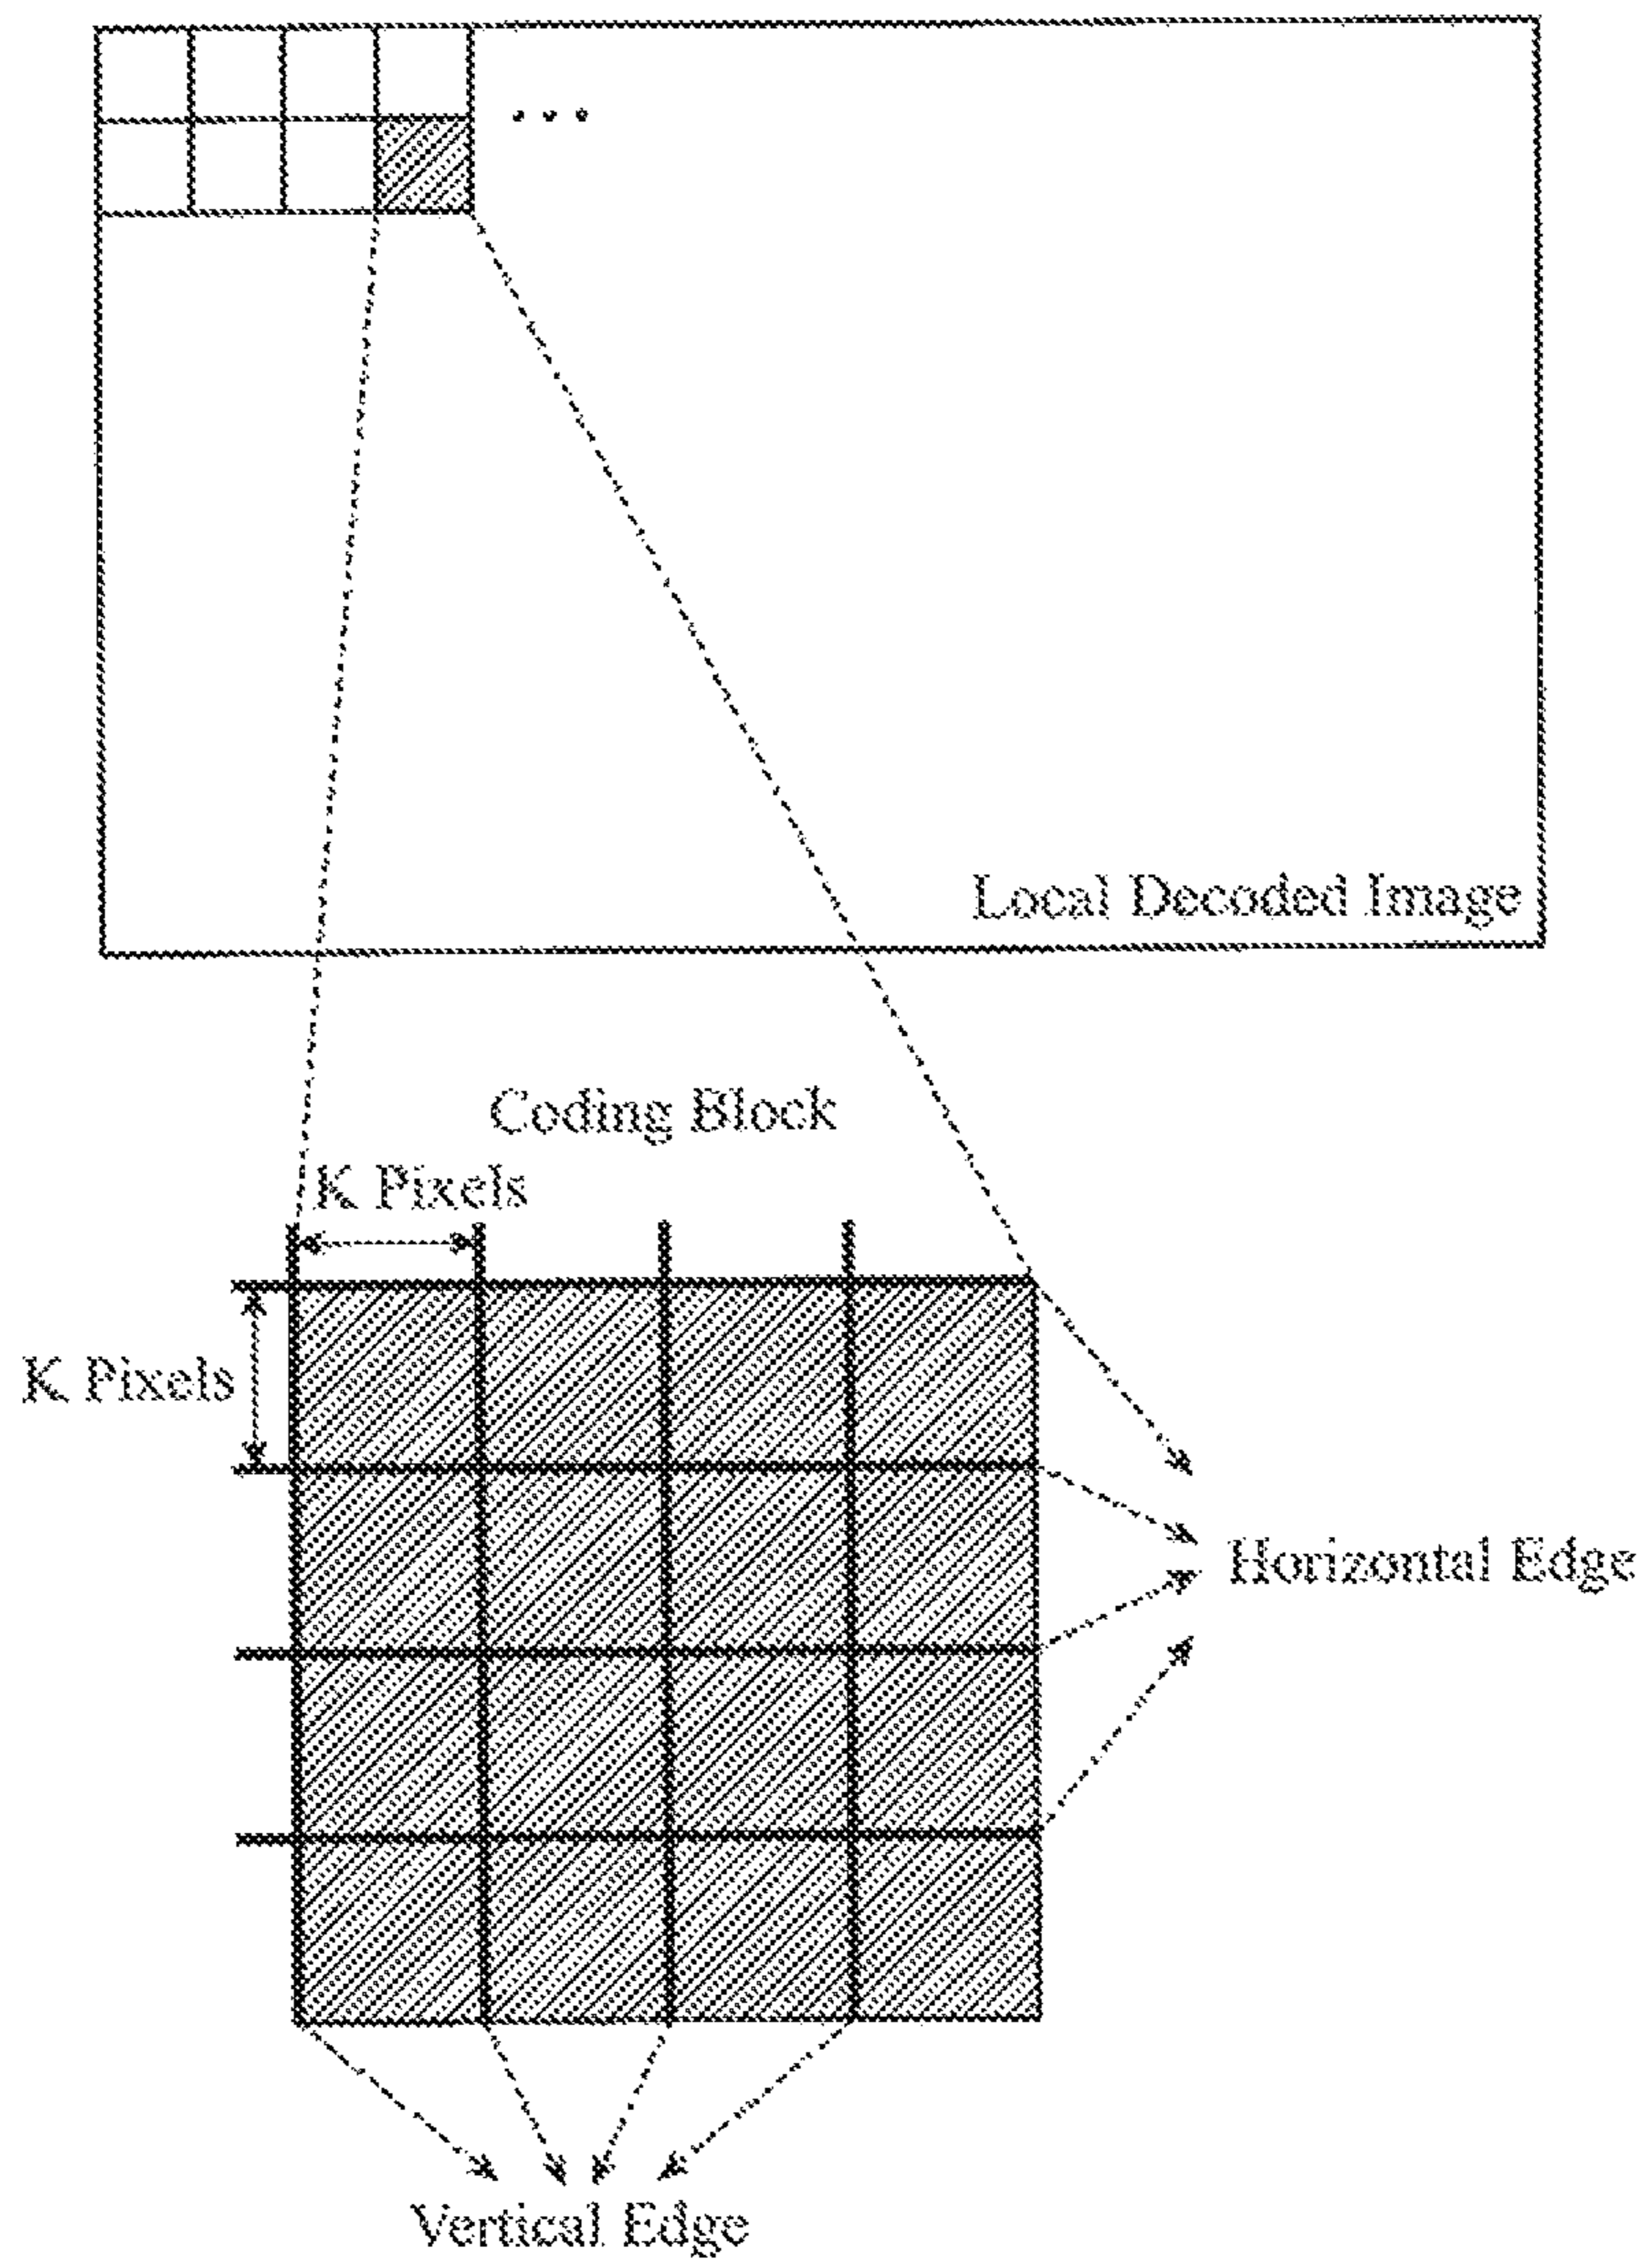 ...
Local Decoded Image
Coding Block
K Pixels
K Pixels
Horizontal Edge
Vertical Edge